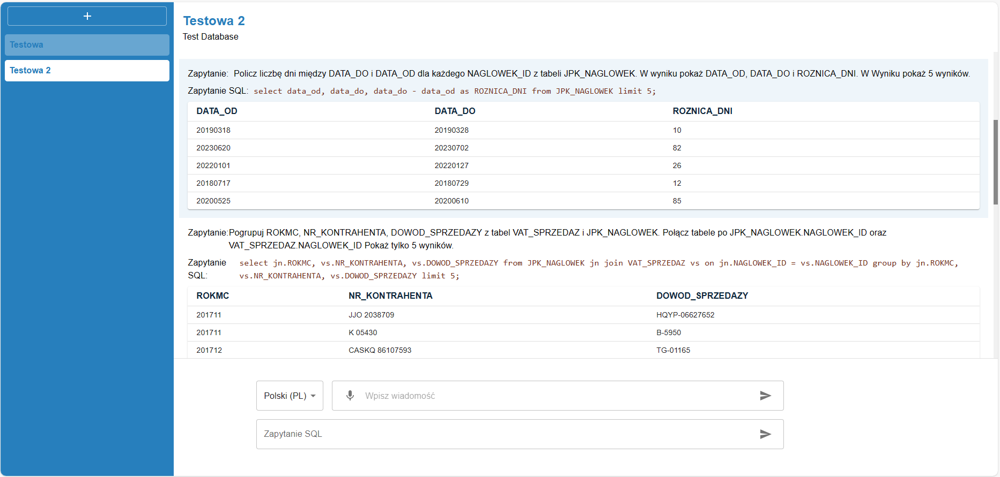 +
Testowa
Testowa 2
Testowa 2
Test Database
Zapytanie: Policz liczbę dni między DATA_DO i DATA_OD dla każdego NAGLOWEK_ID z tabeli JPK_NAGLOWEK. W wyniku pokaż DATA_OD, DATA_DO i ROZNICA_DNI. W Wyniku pokaż 5 wyników.
Zapytanie SQL: select data_od, data_do, data_do - data_od as ROZNICA_DNI from JPK_NAGLOWEK limit 5;
DATA_OD DATA_DO ROZNICA_DNI
20190318 20190328 10
20230620 20230702 82
20220101 20220127 26
20180717 20180729 12
20200525 20200610 85
Zapytanie:Pogrupuj ROKMC, NR_KONTRAHENTA, DOWOD_SPRZEDAZY z tabel VAT_SPRZEDAZ i JPK_NAGLOWEK. Połącz tabele po JPK_NAGLOWEK.NAGLOWEK_ID oraz
VAT_SPRZEDAZ.NAGLOWEK_ID Pokaż tylko 5 wyników.
Zapytanie select jn.ROKMC, vs.NR_KONTRAHENTA, vs.DOWOD_SPRZEDAZY from JPK_NAGLOWEK jn join VAT_SPRZEDAZ vs on jn.NAGLOWEK_ID = vs.NAGLOWEK_ID group by jn.ROKMC,
SQL: vs.NR_KONTRAHENTA, vs.DOWOD_SPRZEDAZY limit 5;
ROKMC NR_KONTRAHENTA DOWOD_SPRZEDAZY
201711 JJO 2038709 HQYP-06627652
201711 K 05430 B-5950
201712 CASKQ 86107593 TG-01165
Polski (PL) Wpisz wiadomość
Zapytanie SQL